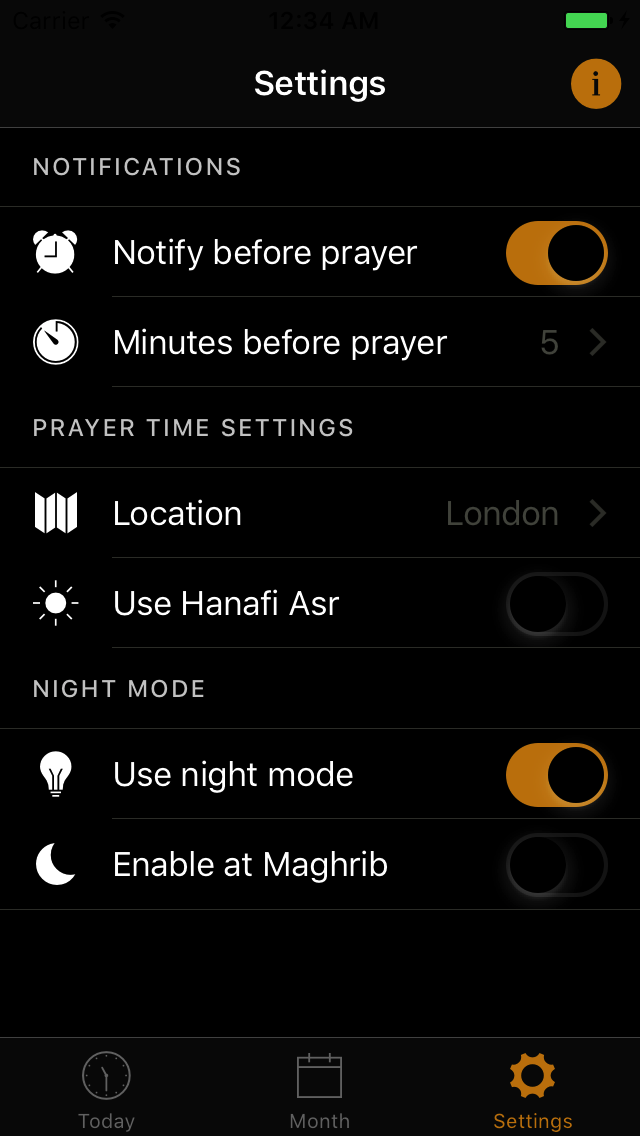 Carrier 12:34 AM
Settings i
NOTIFICATIONS
Notify before prayer
Minutes before prayer 5
PRAYER TIME SETTINGS
Location London
Use Hanafi Asr
NIGHT MODE
Use night mode
Enable at Maghrib
Today Month Settings